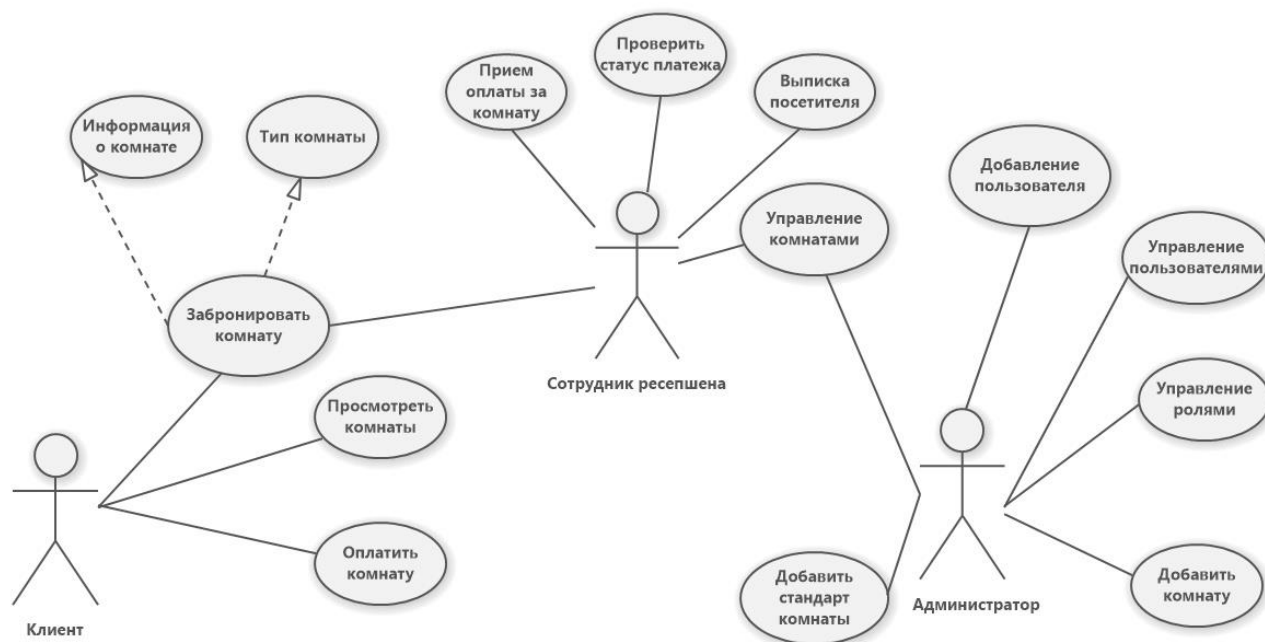 Проверить
статус платежа
Прием
оплаты за
комнату
Выписка
посетителя
Информация
о комнате
Тип комнаты
Добавление
пользователя
Управление
комнатами
Управление
пользователями
Забронировать
комнату
Сотрудник ресепшена
Просмотреть
комнаты
Управление
ролями
Оплатить
комнату
Добавить
стандарт
комнаты
Администратор
Добавить
комнату
Клиент